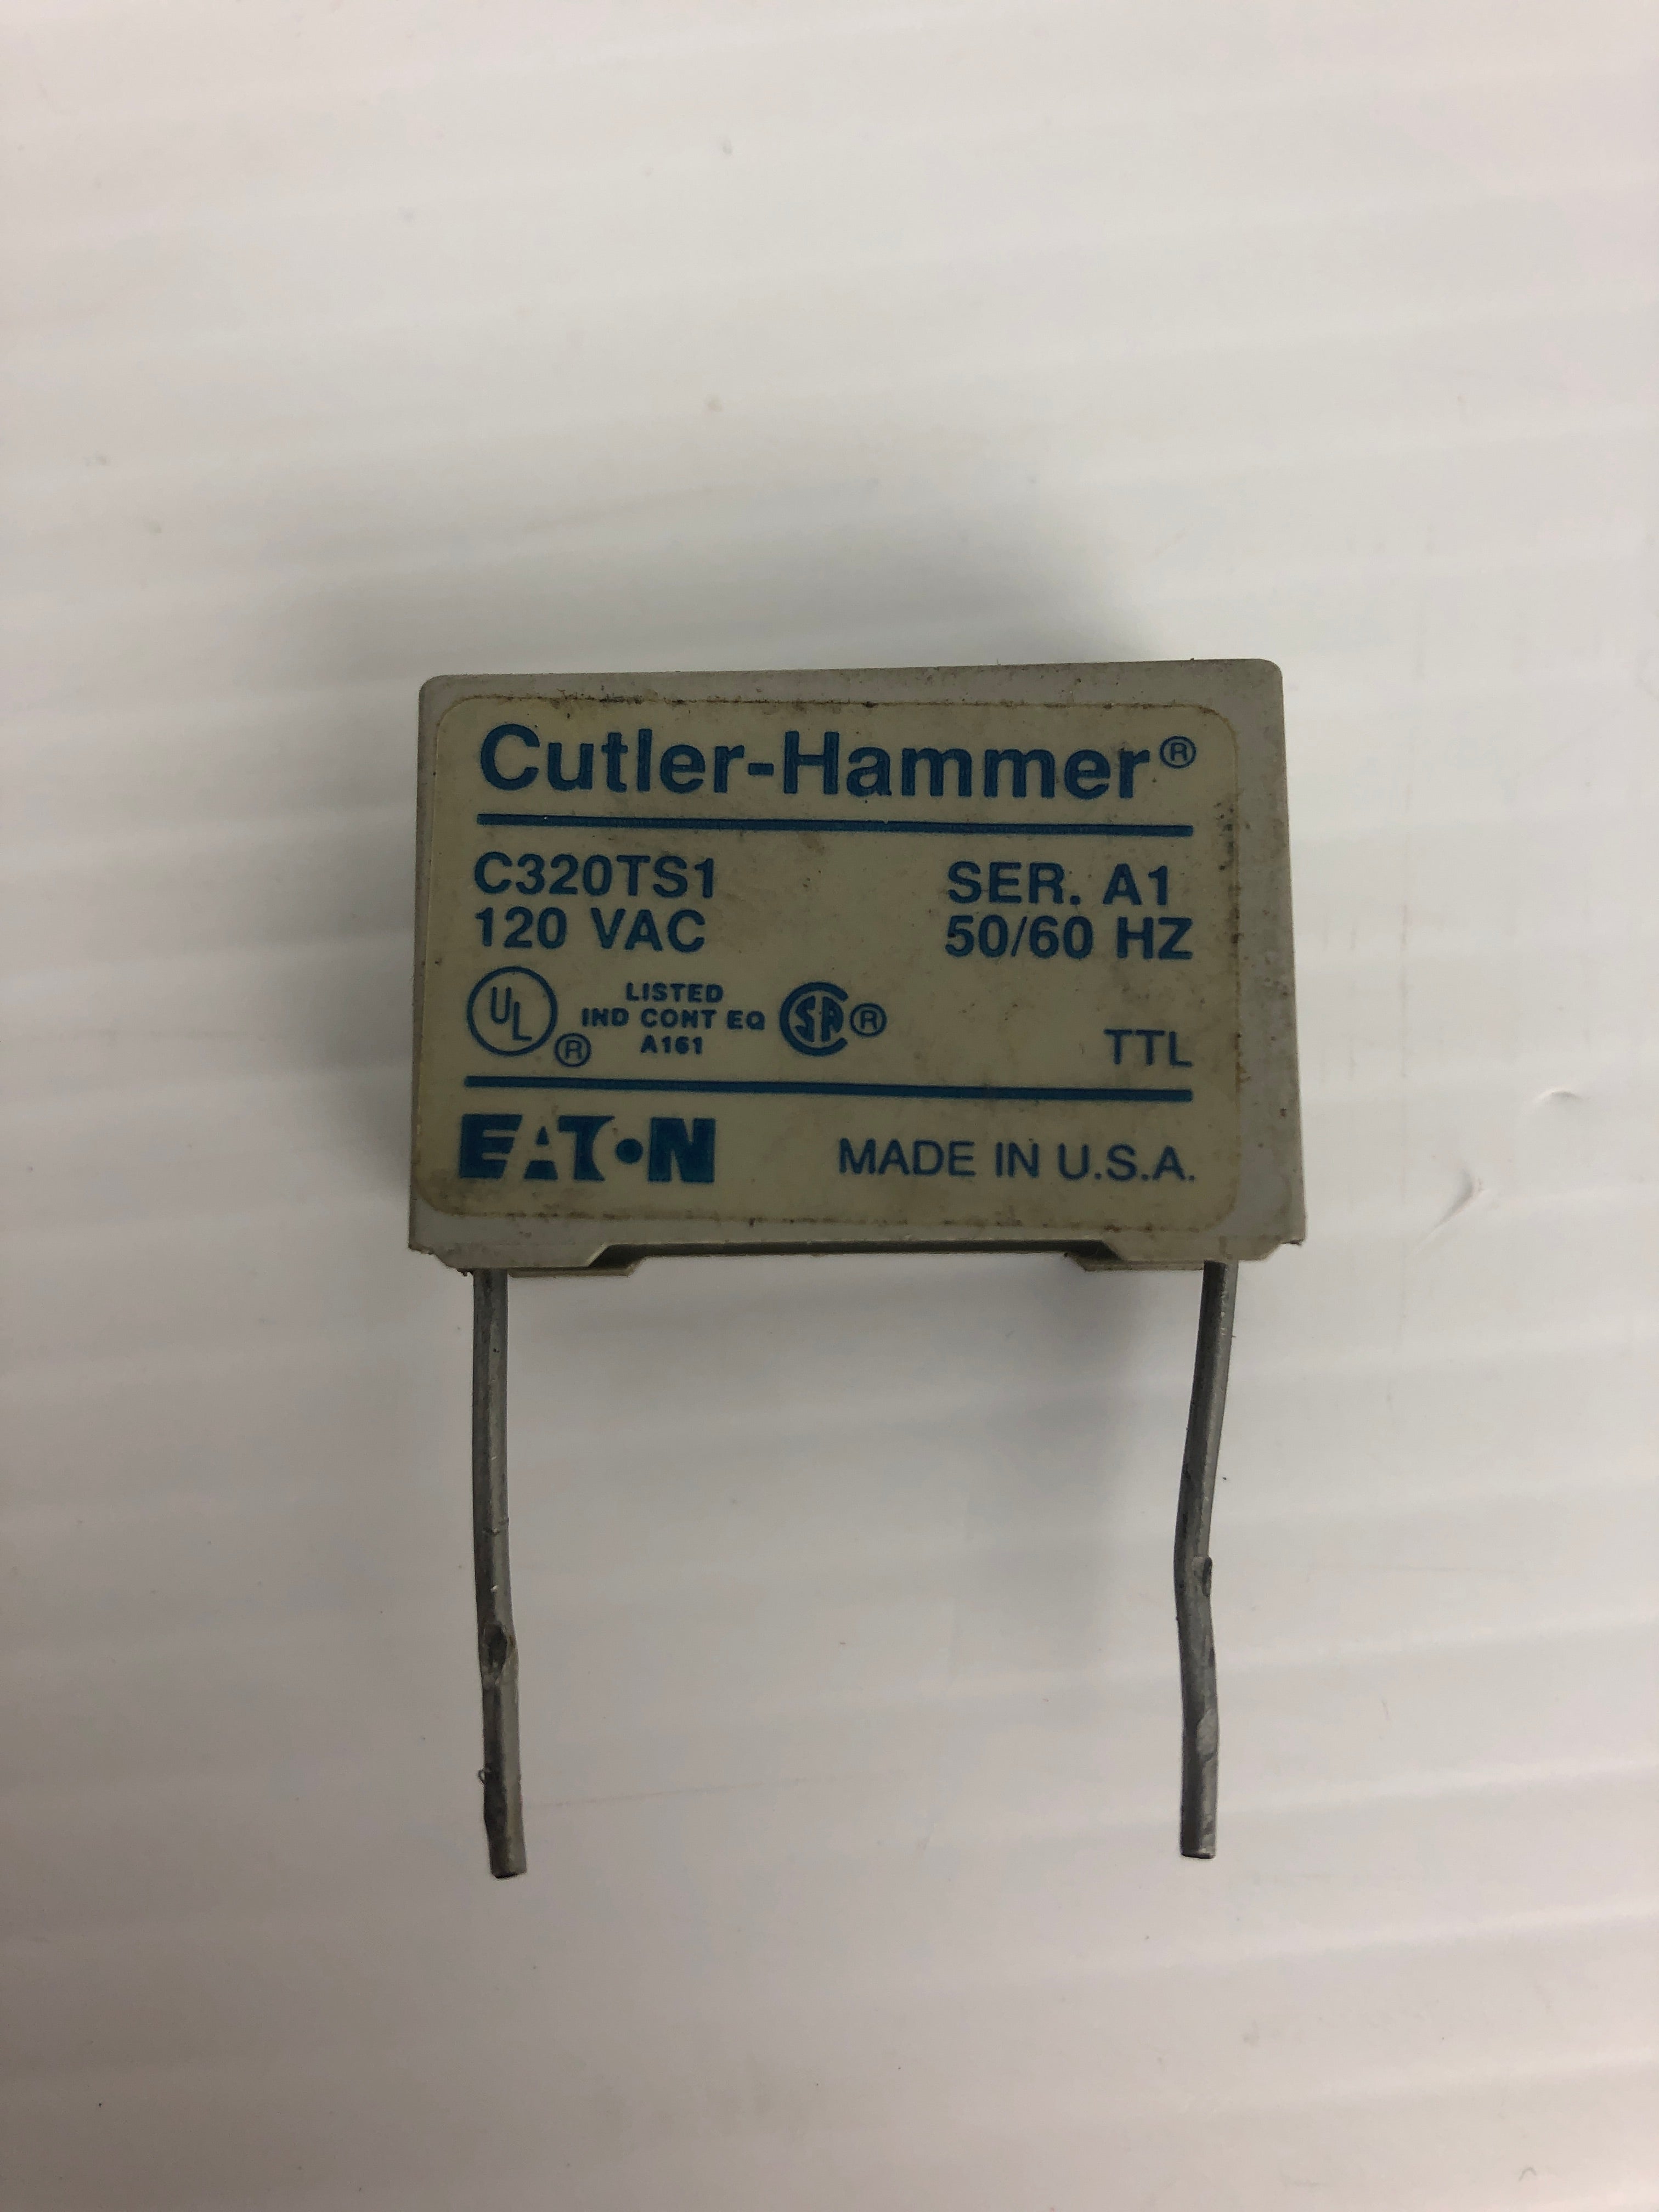 Cutler-Hammer®
C320TS1 SER. A1
120 VAC 50/60 HZ
UL® LISTED
IND CONT EQ
A161
SA®
TTL
EATON MADE IN U.S.A.